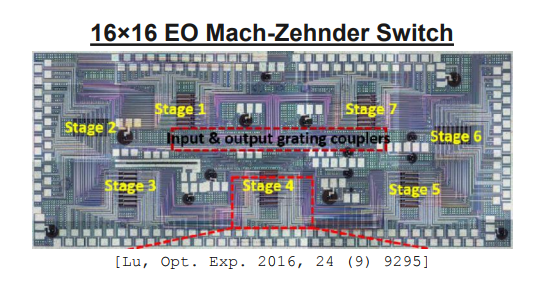 16×16 EO Mach-Zehnder Switch
Stage 1
Stage 7
Stage 2
Input & output grating couplers
Stage 6
Stage 3
Stage 4
Stage 5
[Lu, Opt. Exp. 2016, 24 (9) 9295]